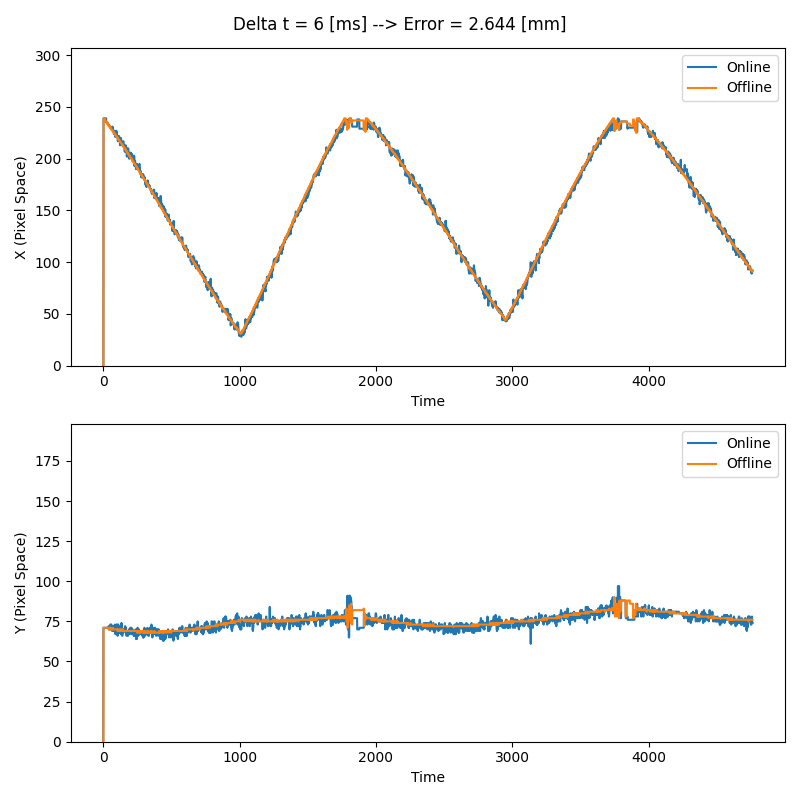 Delta t = 6 [ms] --> Error = 2.644 [mm]
300
250
200
150
100
50
0
X (Pixel Space)
Online
Offline
0 1000 2000 3000 4000
Time
175
150
125
100
75
50
25
0
Y (Pixel Space)
Online
Offline
0 1000 2000 3000 4000
Time